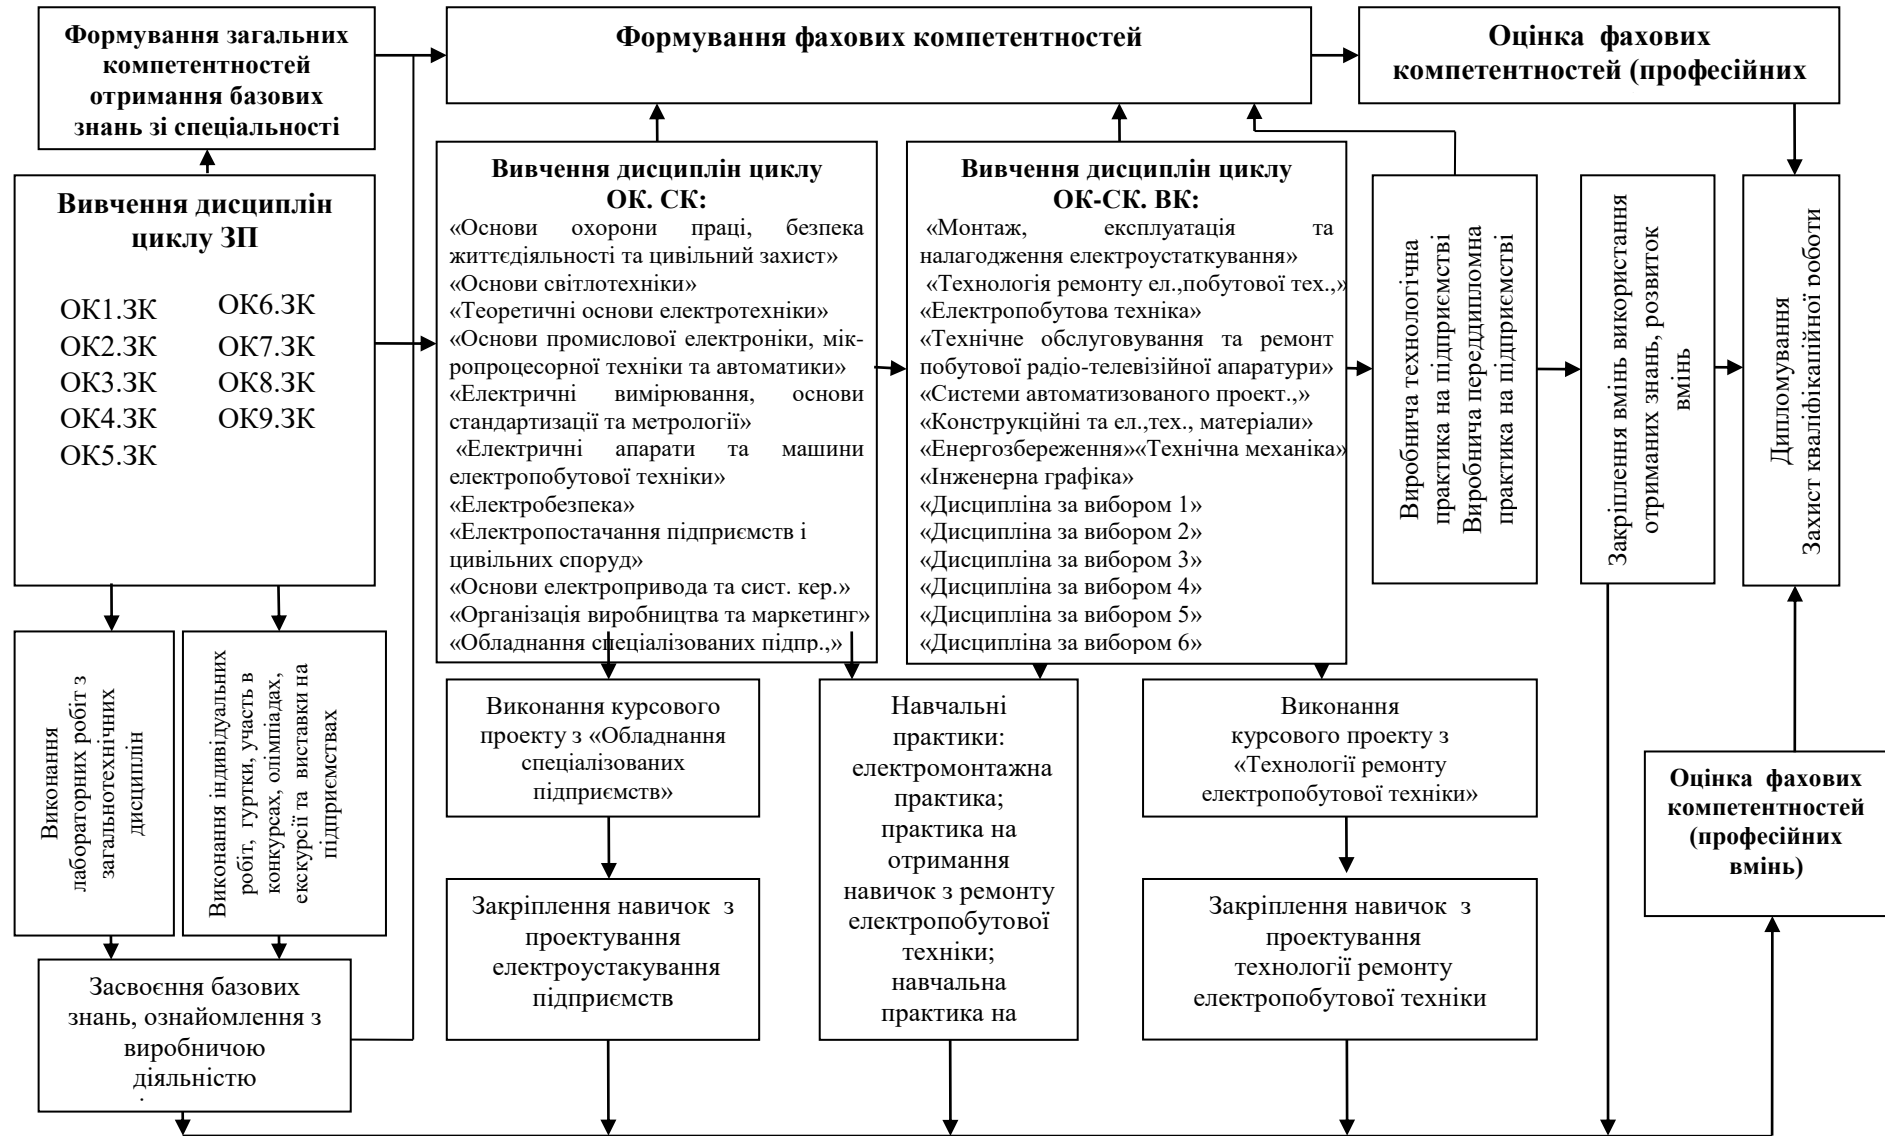 Формування загальних
компетентностей
отримання базових
знань зі спеціальності
Формування фахових компетентностей
Оцінка фахових
компетентностей (професійних
Вивчення дисциплін
циклу ЗП
ОК1.ЗК
ОК2.ЗК
ОК3.ЗК
ОК4.ЗК
ОК5.ЗК
ОК6.ЗК
ОК7.ЗК
ОК8.ЗК
ОК9.ЗК
Вивчення дисциплін циклу
ОК. СК:
«Основи охорони праці, безпека
життєдіяльності та цивільний захист»
«Основи світлотехніки»
«Теоретичні основи електротехніки»
«Основи промислової електроніки, мік-
ропроцесорної техніки та автоматики»
«Електричні вимірювання, основи
стандартизації та метрології»
«Електричні апарати та машини
електропобутової техніки»
«Електробезпека»
«Електропостачання підприємств і
цивільних споруд»
«Основи електропривода та сист. кер.»
«Організація виробництва та маркетинг»
«Обладнання спеціалізованих підпр.,»
Вивчення дисциплін циклу
ОК-СК. ВК:
«Монтаж, експлуатація та
налагодження електроустаткування»
«Технологія ремонту ел.,побутової тех.,»
«Електропобутова техніка»
«Технічне обслуговування та ремонт
побутової радіо-телевізійної апаратури»
«Системи автоматизованого проект.,»
«Конструкційні та ел.,тех., матеріали»
«Енергозбереження»«Технічна механіка»
«Інженерна графіка»
«Дисципліна за вибором 1»
«Дисципліна за вибором 2»
«Дисципліна за вибором 3»
«Дисципліна за вибором 4»
«Дисципліна за вибором 5»
«Дисципліна за вибором 6»
Виробнича технологічна
практика на підприємстві
Виробнича переддипломна
практика на підприємстві
Закріплення вмінь використання
отриманих знань, розвиток
вмінь
Дипломування
Захист кваліфікаційної роботи
Виконання
лабораторних робіт з
загальнотехнічних
дисциплін
Виконання індивідуальних
робіт, гуртки, участь в
конкурсах, олімпіадах,
екскурсії та виставки на
підприємствах
Виконання курсового
проекту з «Обладнання
спеціалізованих
підприємств»
Навчальні
практики:
електромонтажна
практика;
практика на
отримання
навичок з ремонту
електропобутової
техніки;
навчальна
практика на
Виконання
курсового проекту з
«Технології ремонту
електропобутової техніки»
Оцінка фахових
компетентностей
(професійних
вмінь)
Закріплення навичок з
проектування
електроустакування
підприємств
Закріплення навичок з
проектування
технології ремонту
електропобутової техніки
Засвоєння базових
знань, ознайомлення з
виробничою
діяльністю